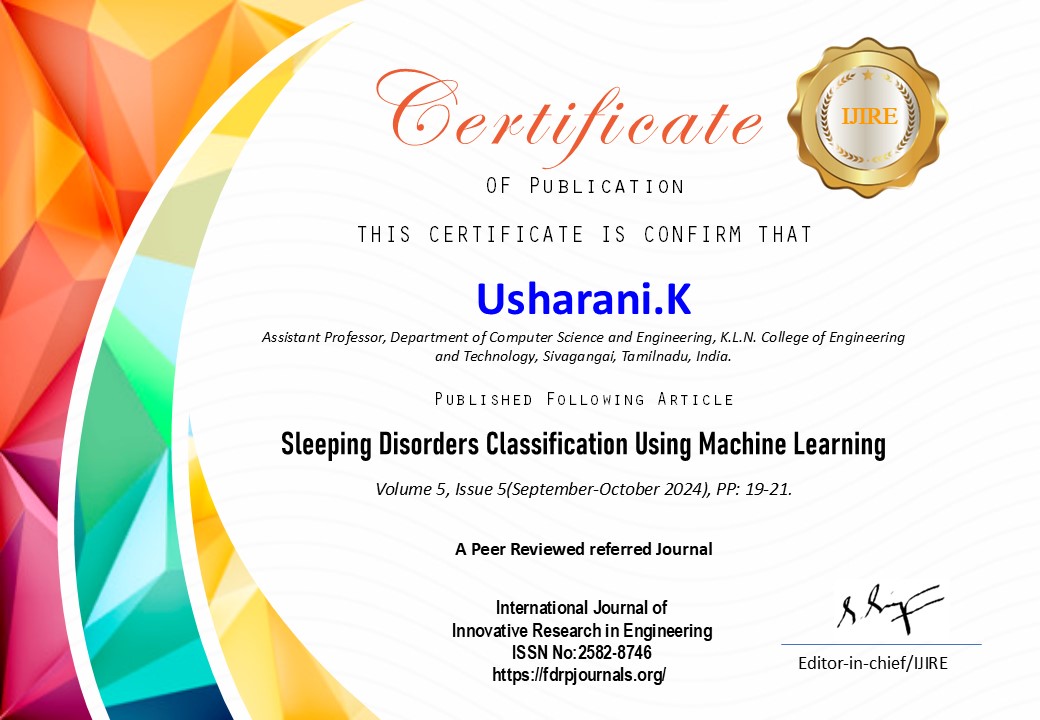 Certificate
IJIRE
OF PUBLICATION
THIS CERTIFICATE IS CONFIRM THAT
Usharani.K
Assistant Professor, Department of Computer Science and Engineering, K.L.N. College of Engineering
and Technology, Sivagangai, Tamilnadu, India.
PUBLISHED FOLLOWING ARTICLE
Sleeping Disorders Classification Using Machine Learning
Volume 5, Issue 5(September-October 2024), PP: 19-21.
A Peer Reviewed referred Journal
International Journal of
Innovative Research in Engineering
ISSN No:2582-8746
https://fdrpjournals.org/
Editor-in-chief/IJIRE